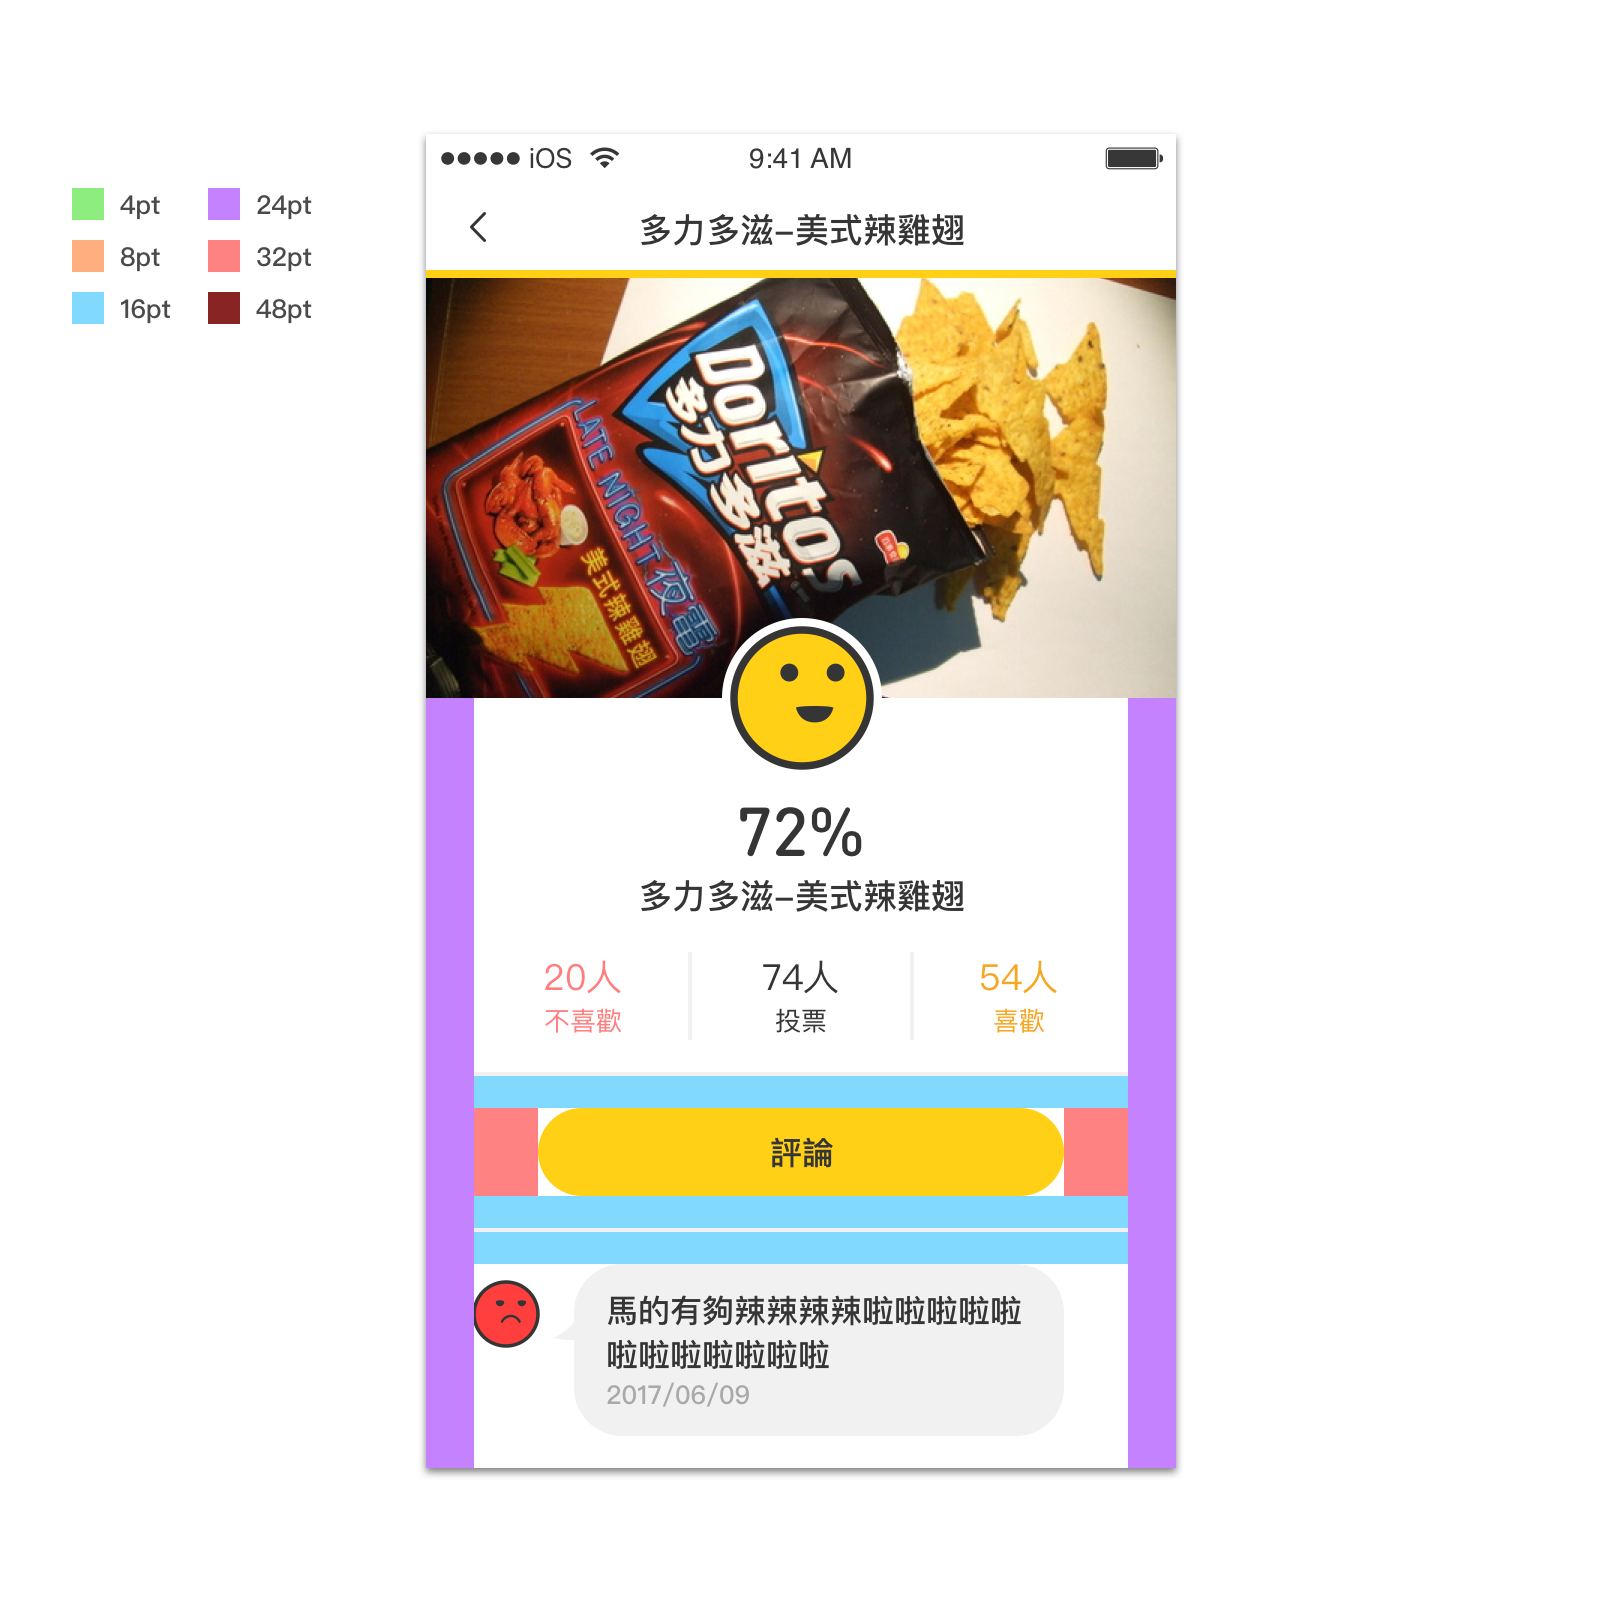 4pt
24pt
8pt
32pt
16pt
48pt
iOS
9:41 AM
多力多滋–美式辣雞翅
Doritos
多力多滋
LATE NIGHT 夜電
美式辣雞翅
72%
多力多滋–美式辣雞翅
20人
74人
54人
不喜歡
投票
喜歡
評論
馬的有夠辣辣辣辣啦啦啦啦啦
啦啦啦啦啦啦啦
2017/06/09